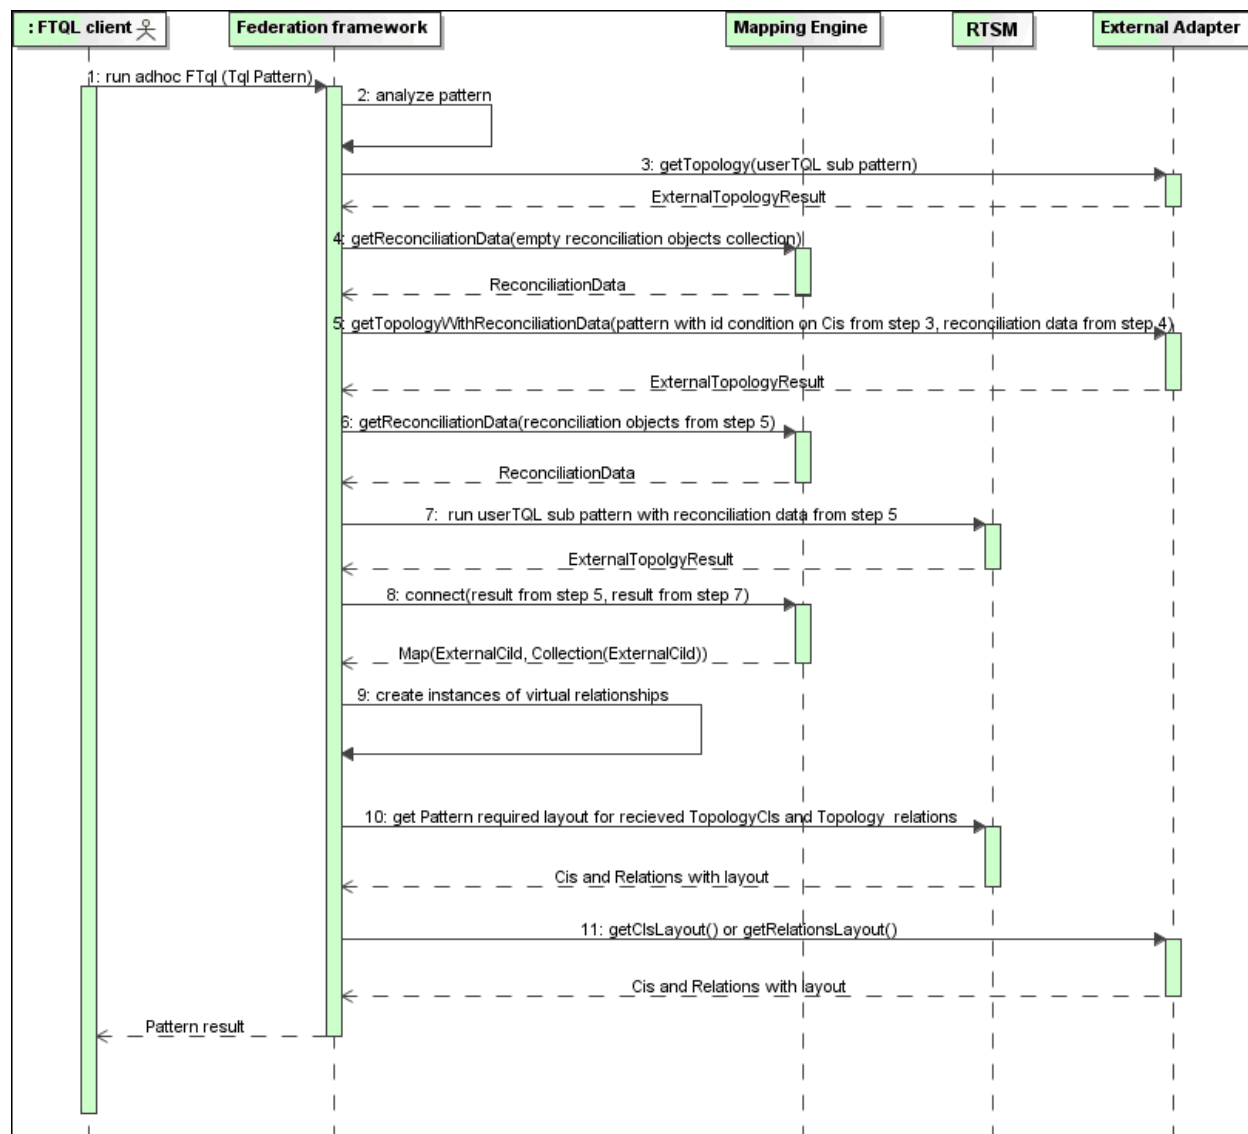 : FTQL client
Federation framework
Mapping Engine
RTSM
External Adapter
1: run adhoc FTql (Tql Pattern)
2: analyze pattern
3: getTopology(userTQL sub pattern)
ExternalTopologyResult
4: getReconciliationData(empty reconciliation objects collection)
ReconciliationData
5: getTopologyWithReconciliationData(pattern with id condition on Cis from step 3, reconciliation data from step 4)
ExternalTopologyResult
6: getReconciliationData(reconciliation objects from step 5)
ReconciliationData
7: run userTQL sub pattern with reconciliation data from step 5
ExternalTopolgyResult
8: connect(result from step 5, result from step 7)
Map(ExternalCiId, Collection(ExternalCiId))
9: create instances of virtual relationships
10: get Pattern required layout for recieved TopologyCIs and Topology relations
Cis and Relations with layout
11: getCIsLayout() or getRelationsLayout()
Cis and Relations with layout
Pattern result